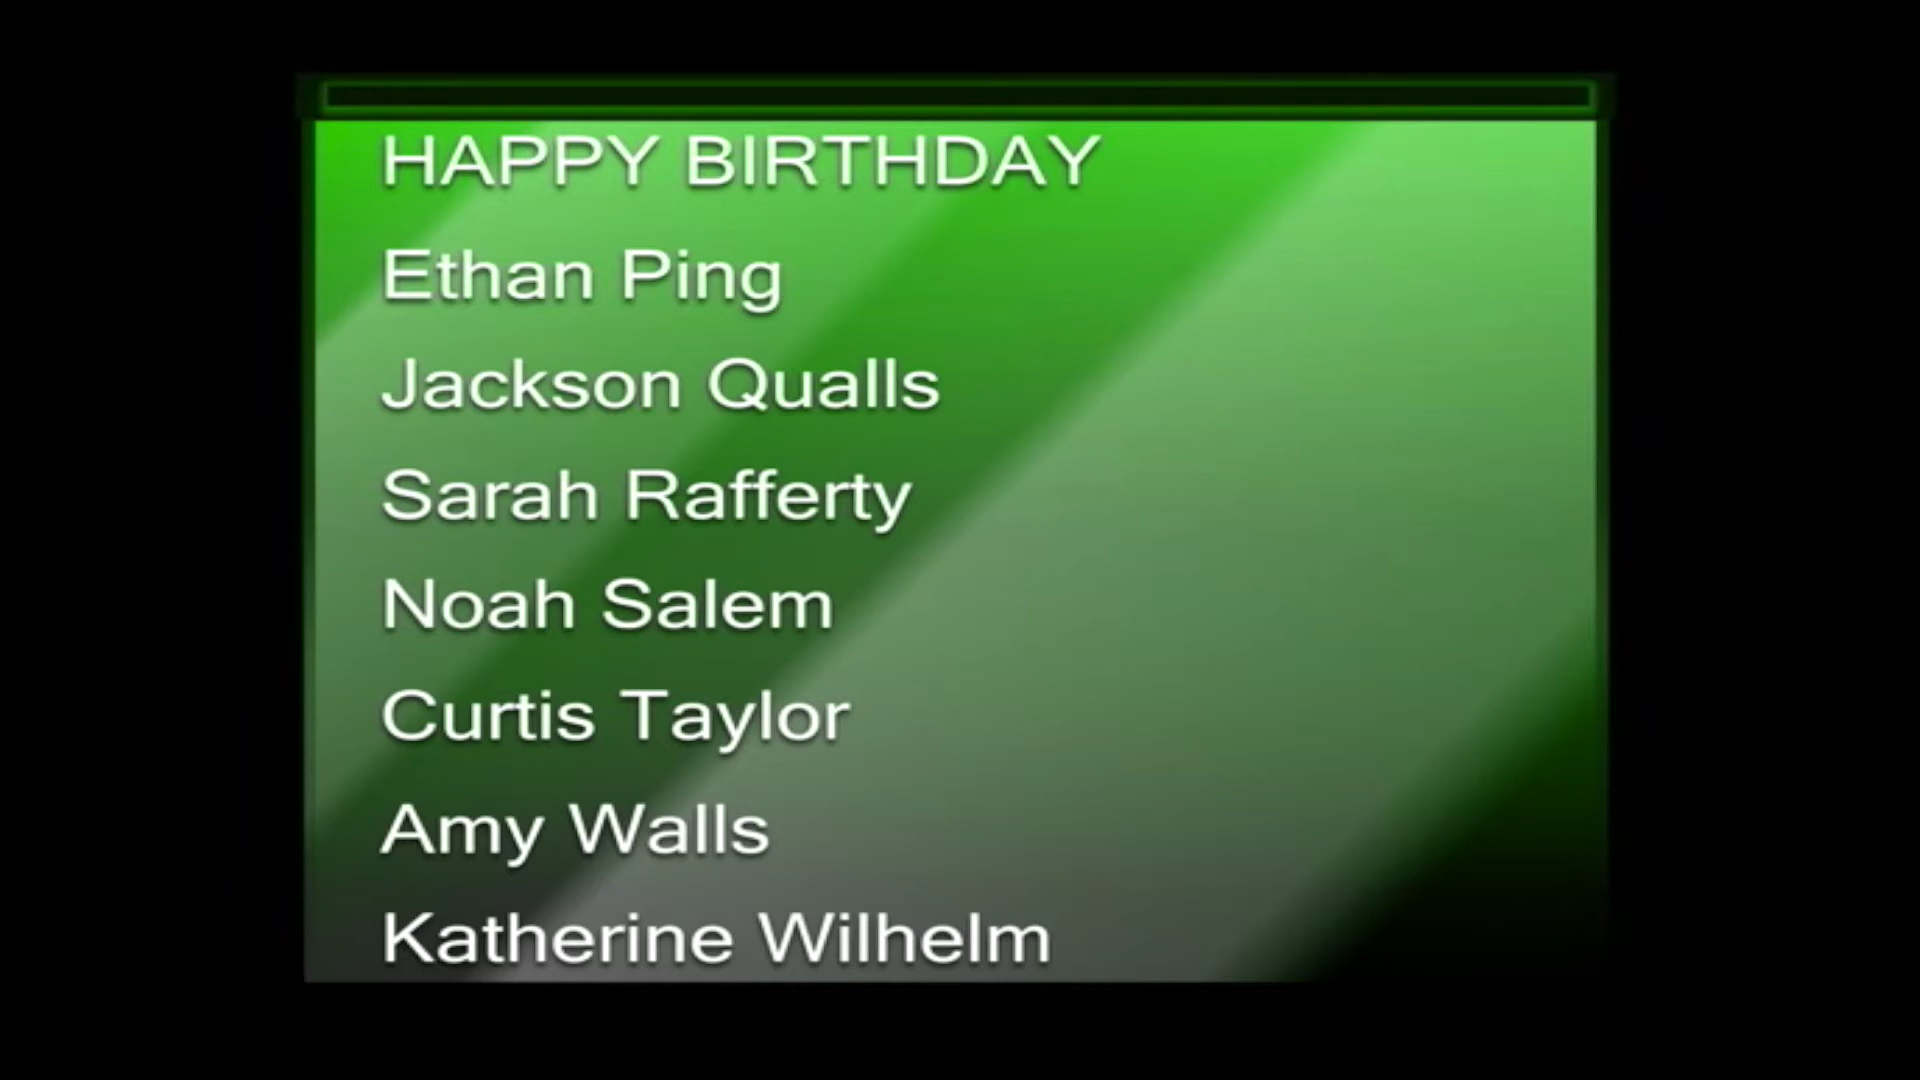 HAPPY BIRTHDAY
Ethan Ping
Jackson Qualls
Sarah Rafferty
Noah Salem
Curtis Taylor
Amy Walls
Katherine Wilhelm